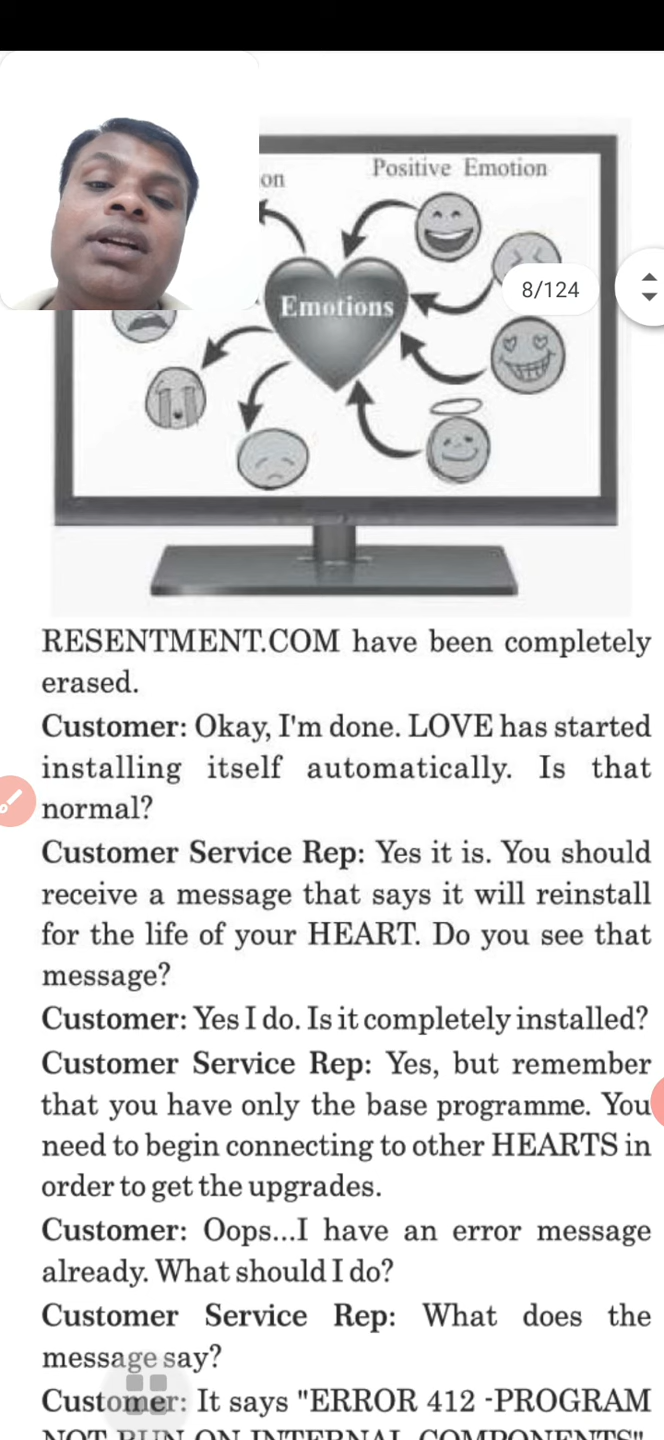 on
Positive Emotion
Emotions
8/124
RESENTMENT.COM have been completely
erased.
Customer: Okay, I'm done. LOVE has started
installing itself automatically. Is that
normal?
Customer Service Rep: Yes it is. You should
receive a message that says it will reinstall
for the life of your HEART. Do you see that
message?
Customer: Yes I do. Is it completely installed?
Customer Service Rep: Yes, but remember
that you have only the base programme. You
need to begin connecting to other HEARTS in
order to get the upgrades.
Customer: Oops...I have an error message
already. What should I do?
Customer Service Rep: What does the
message say?
Customer: It says "ERROR 412 -PROGRAM
NOT RUN ON INTERNAL COMPONENTS".